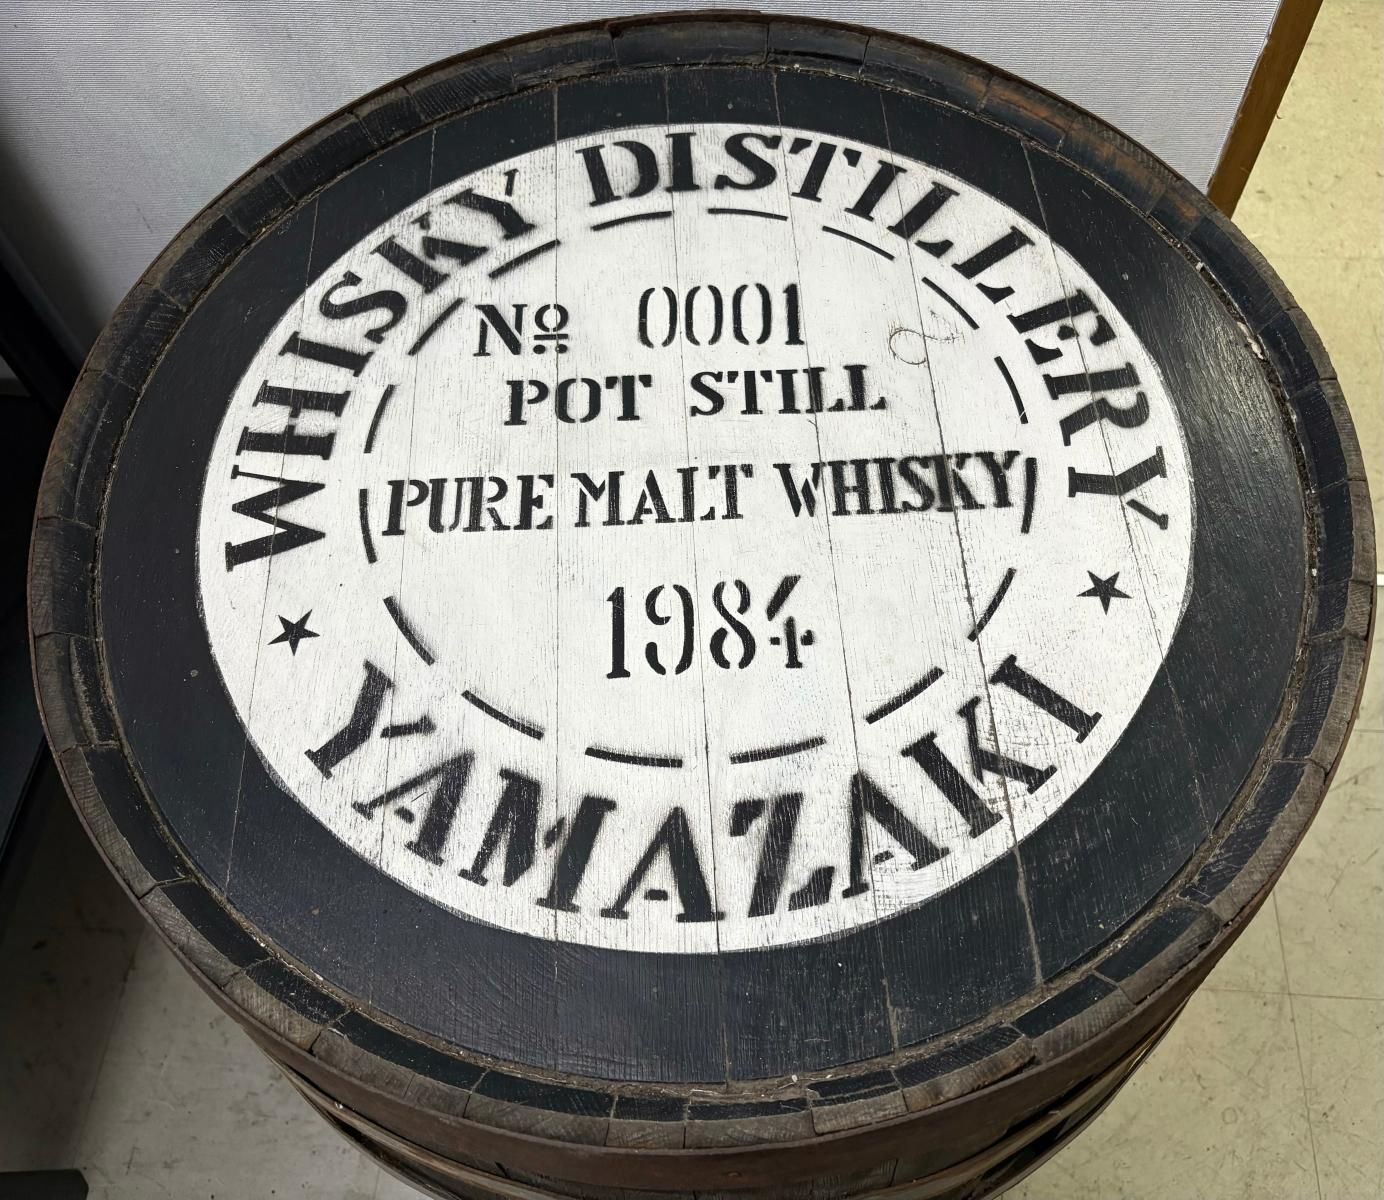 WHISKY DISTILLERY
Nº 0001
POT STILL
PURE MALT WHISKY
1984
YAMAZAKI